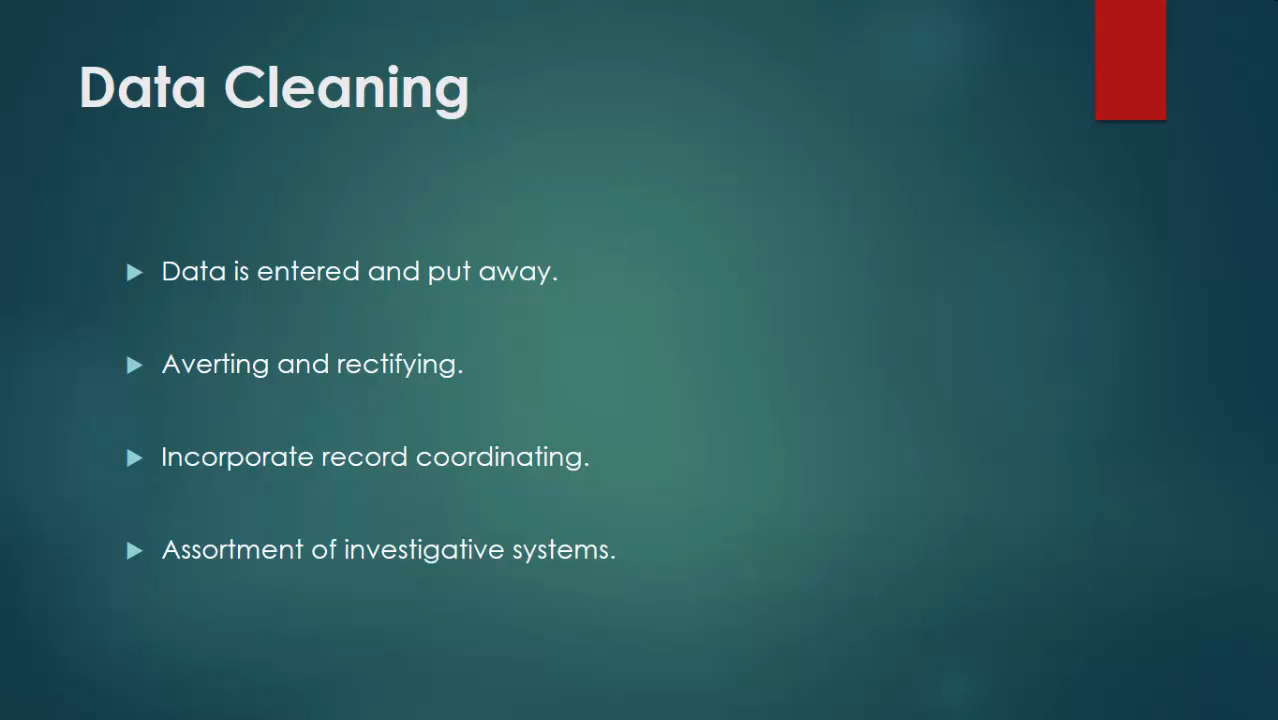 Data Cleaning
Data is entered and put away.
Averting and rectifying.
Incorporate record coordinating.
Assortment of investigative systems.